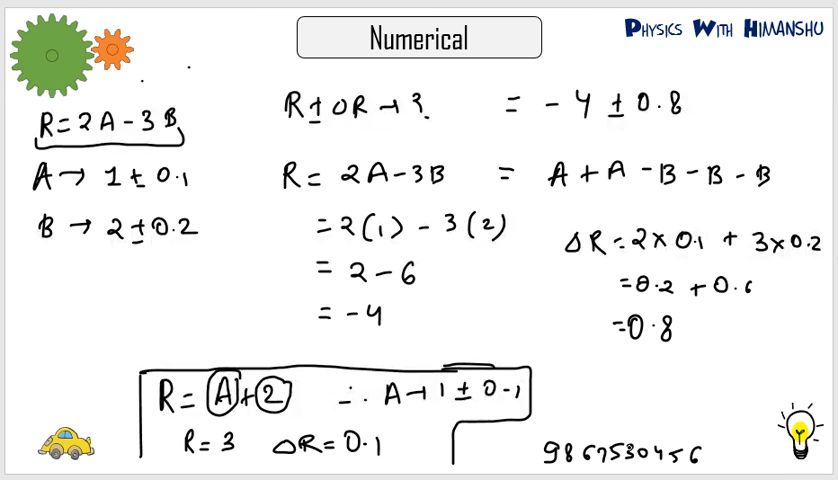 Numerical
PHYSICS WITH HIMANSHU
R = 2A - 3B
A → 1 ± 0.1
B → 2 ± 0.2
R ± ΔR → ? = - 4 ± 0.8
R = 2A - 3B = A + A - B - B - B
= 2(1) - 3(2)
= 2 - 6
= -4
ΔR = 2 × 0.1 + 3 × 0.2
= 0.2 + 0.6
= 0.8
R = A + 2 ∴ A → 1 ± 0.1
R = 3 ΔR = 0.1
9867530456